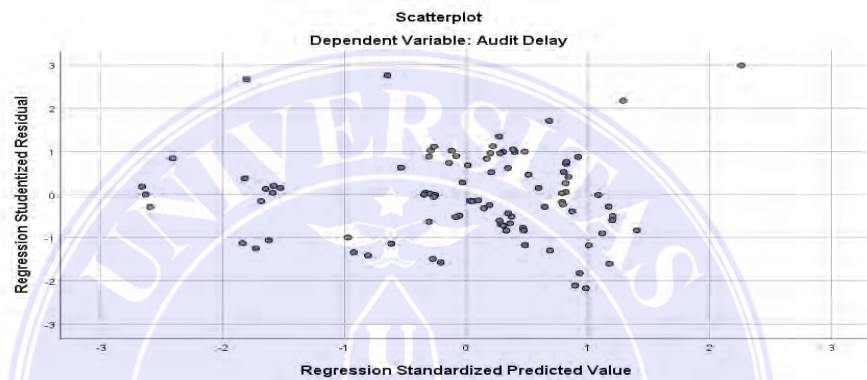 Scatterplot
Dependent Variable: Audit Delay
Regression Studentized Residual
3
2
1
0
-1
-2
-3
-3
-2
-1
0
1
2
3
Regression Standardized Predicted Value
UNIVERSITAS
U